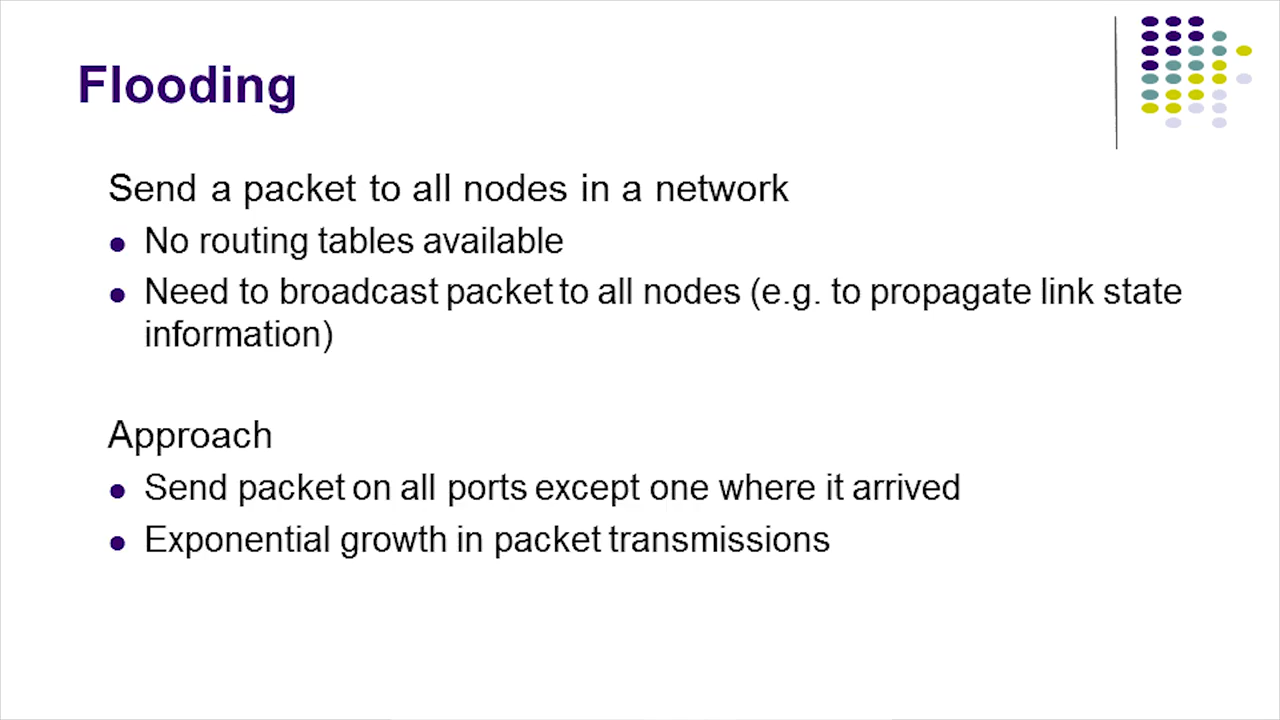 Flooding
Send a packet to all nodes in a network
● No routing tables available
● Need to broadcast packet to all nodes (e.g. to propagate link state
information)
Approach
● Send packet on all ports except one where it arrived
● Exponential growth in packet transmissions